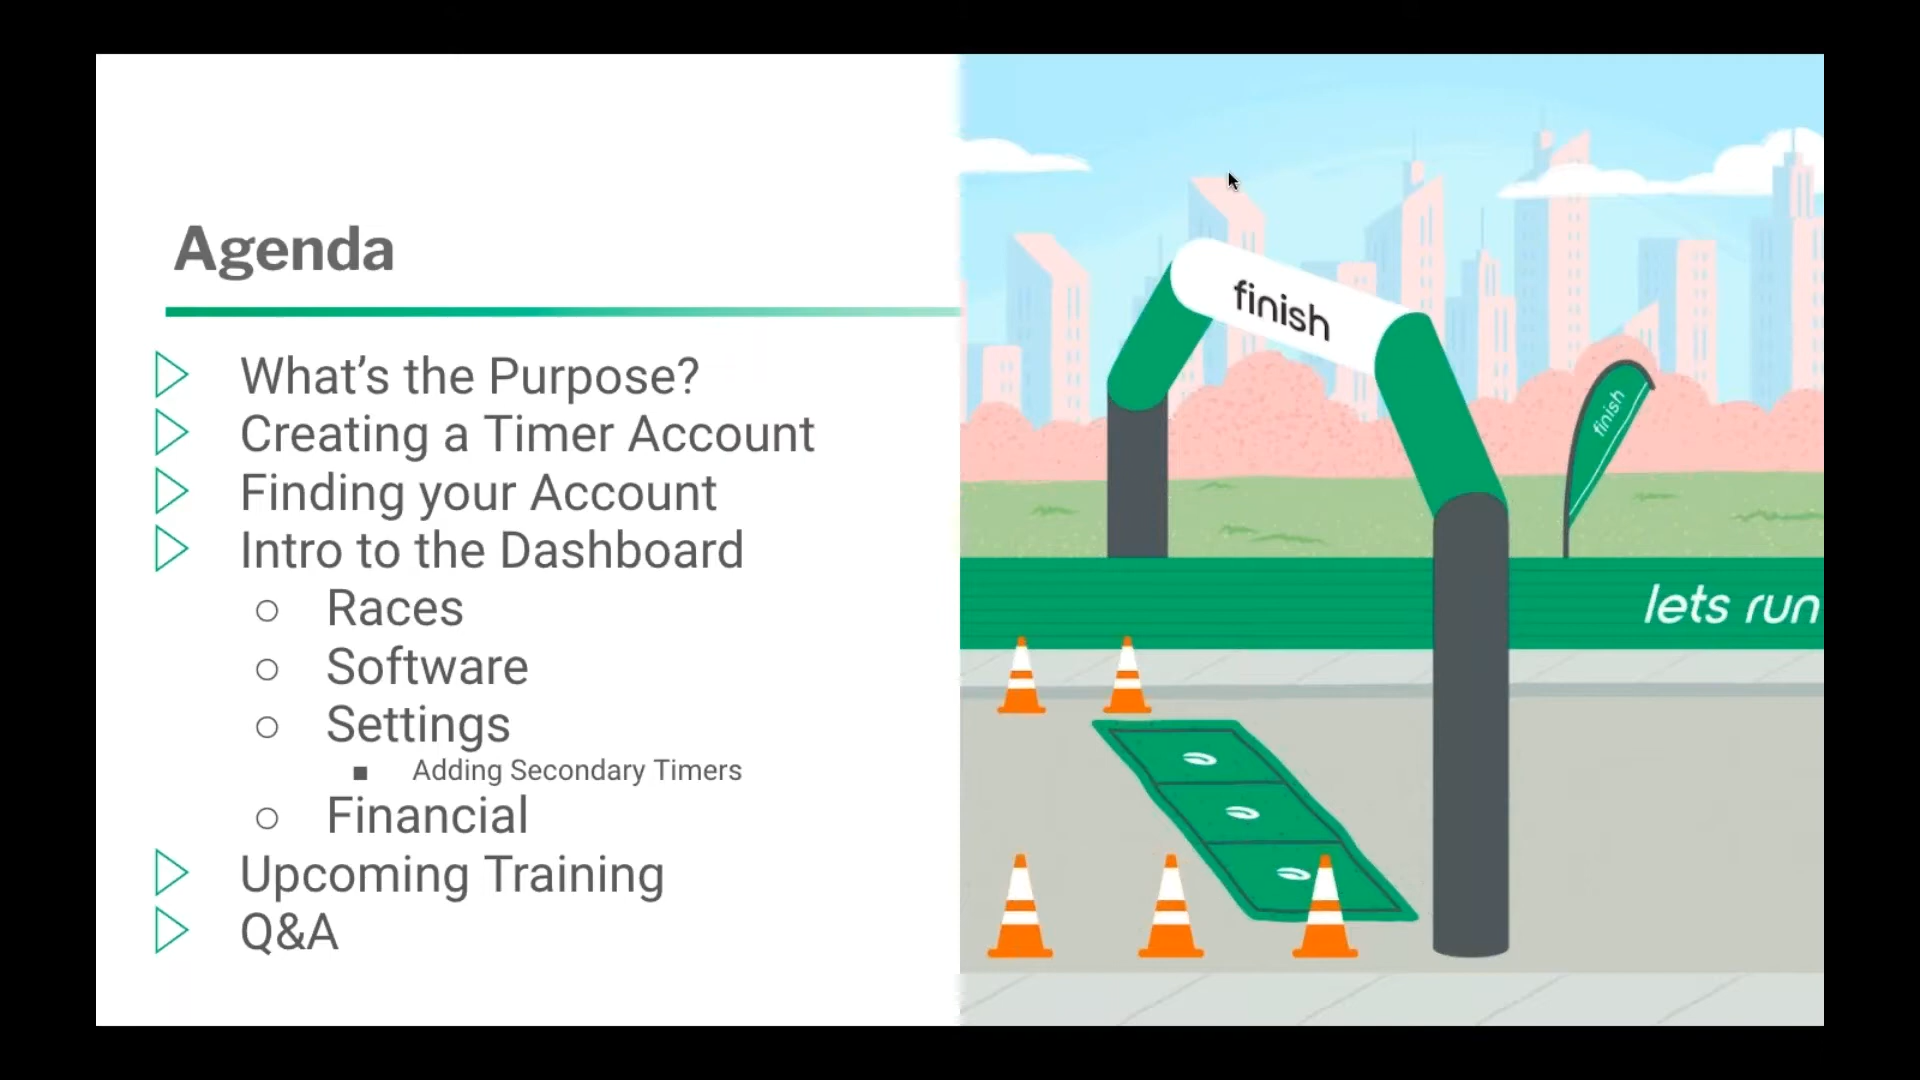 Agenda
What’s the Purpose?
Creating a Timer Account
Finding your Account
Intro to the Dashboard
Races
Software
Settings
Adding Secondary Timers
Financial
Upcoming Training
Q&A
finish
finish
lets run